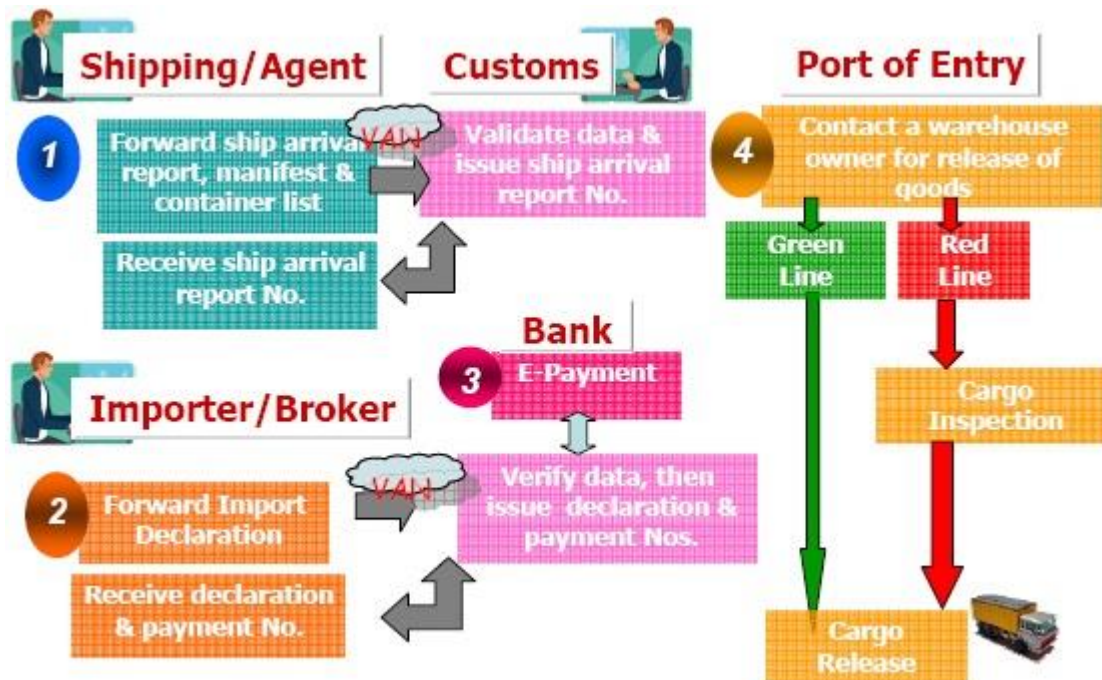 Shipping/Agent
Customs
Port of Entry
1
Forward ship arrival
report, manifest &
container list
VAN
Validate data &
issue ship arrival
report No.
4
Contact a warehouse
owner for release of
goods
Receive ship arrival
report No.
Green
Line
Red
Line
Bank
3
E-Payment
Importer/Broker
Cargo
Inspection
2
Forward Import
Declaration
VAN
Verify data, then
issue declaration &
payment Nos.
Receive declaration
& payment No.
Cargo
Release